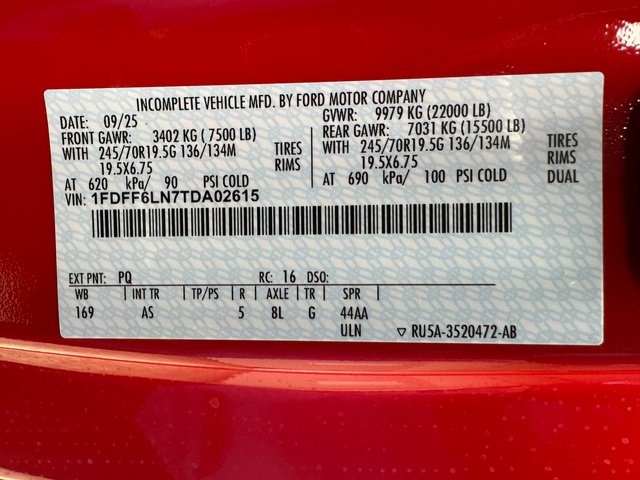 INCOMPLETE VEHICLE MFD. BY FORD MOTOR COMPANY
DATE: 09/25 GVWR: 9979 KG (22000 LB)
FRONT GAWR: 3402 KG ( 7500 LB) REAR GAWR: 7031 KG (15500 LB)
WITH 245/70R19.5G 136/134M TIRES WITH 245/70R19.5G 136/134M TIRES
19.5X6.75 RIMS 19.5X6.75 RIMS
AT 620 kPa/ 90 PSI COLD AT 690 kPa/ 100 PSI COLD DUAL
VIN: 1FDFF6LN7TDA02615
EXT PNT: PQ RC: 16 DSO:
WB INT TR TP/PS R AXLE TR SPR
169 AS 5 8L G 44AA
ULN ▽ RU5A-3520472-AB